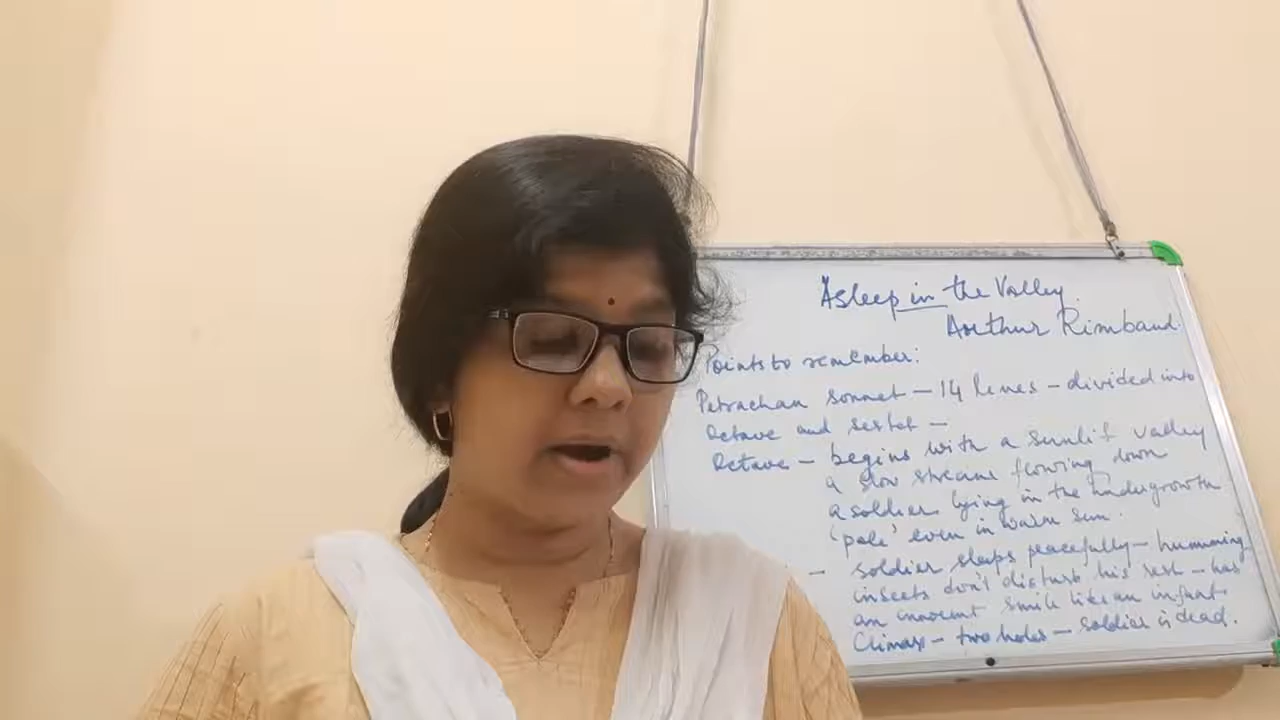 Asleep in the Valley
Arthur Rimbaud
Points to remember:
Petrachan sonnet – 14 lines – divided into
Octave and sestet –
Octave – begins with a sunlit valley
a slow stream flowing down
a soldier lying in the undergrowth
'pale' even in warm sun.
– soldier sleeps peacefully – humming
insects don't disturb his rest – has
an innocent smile like an infant
Climax – two holes – soldier is dead.